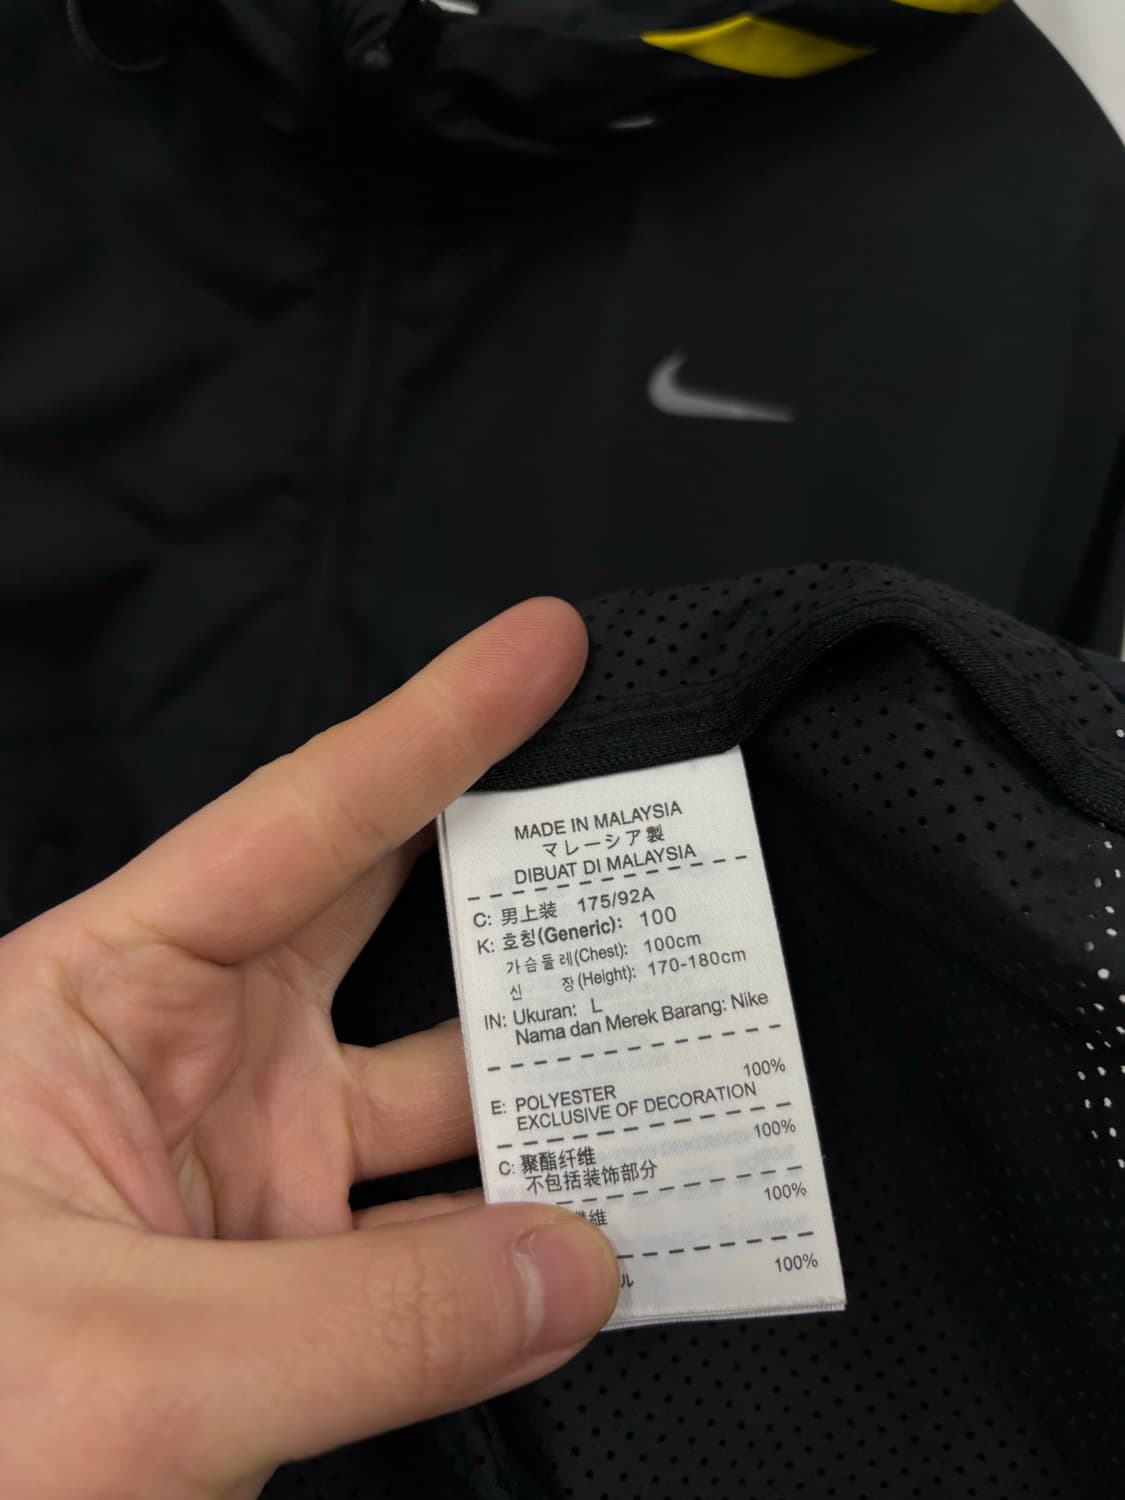 MADE IN MALAYSIA
マレーシア製
DIBUAT DI MALAYSIA
C: 男上装 175/92A
K: 호칭(Generic): 100
가슴둘레(Chest): 100cm
신 장(Height): 170-180cm
IN: Ukuran: L
Nama dan Merek Barang: Nike
100%
E: POLYESTER
EXCLUSIVE OF DECORATION
100%
C: 聚酯纤维
不包括装饰部分
100%
維
100%
ル